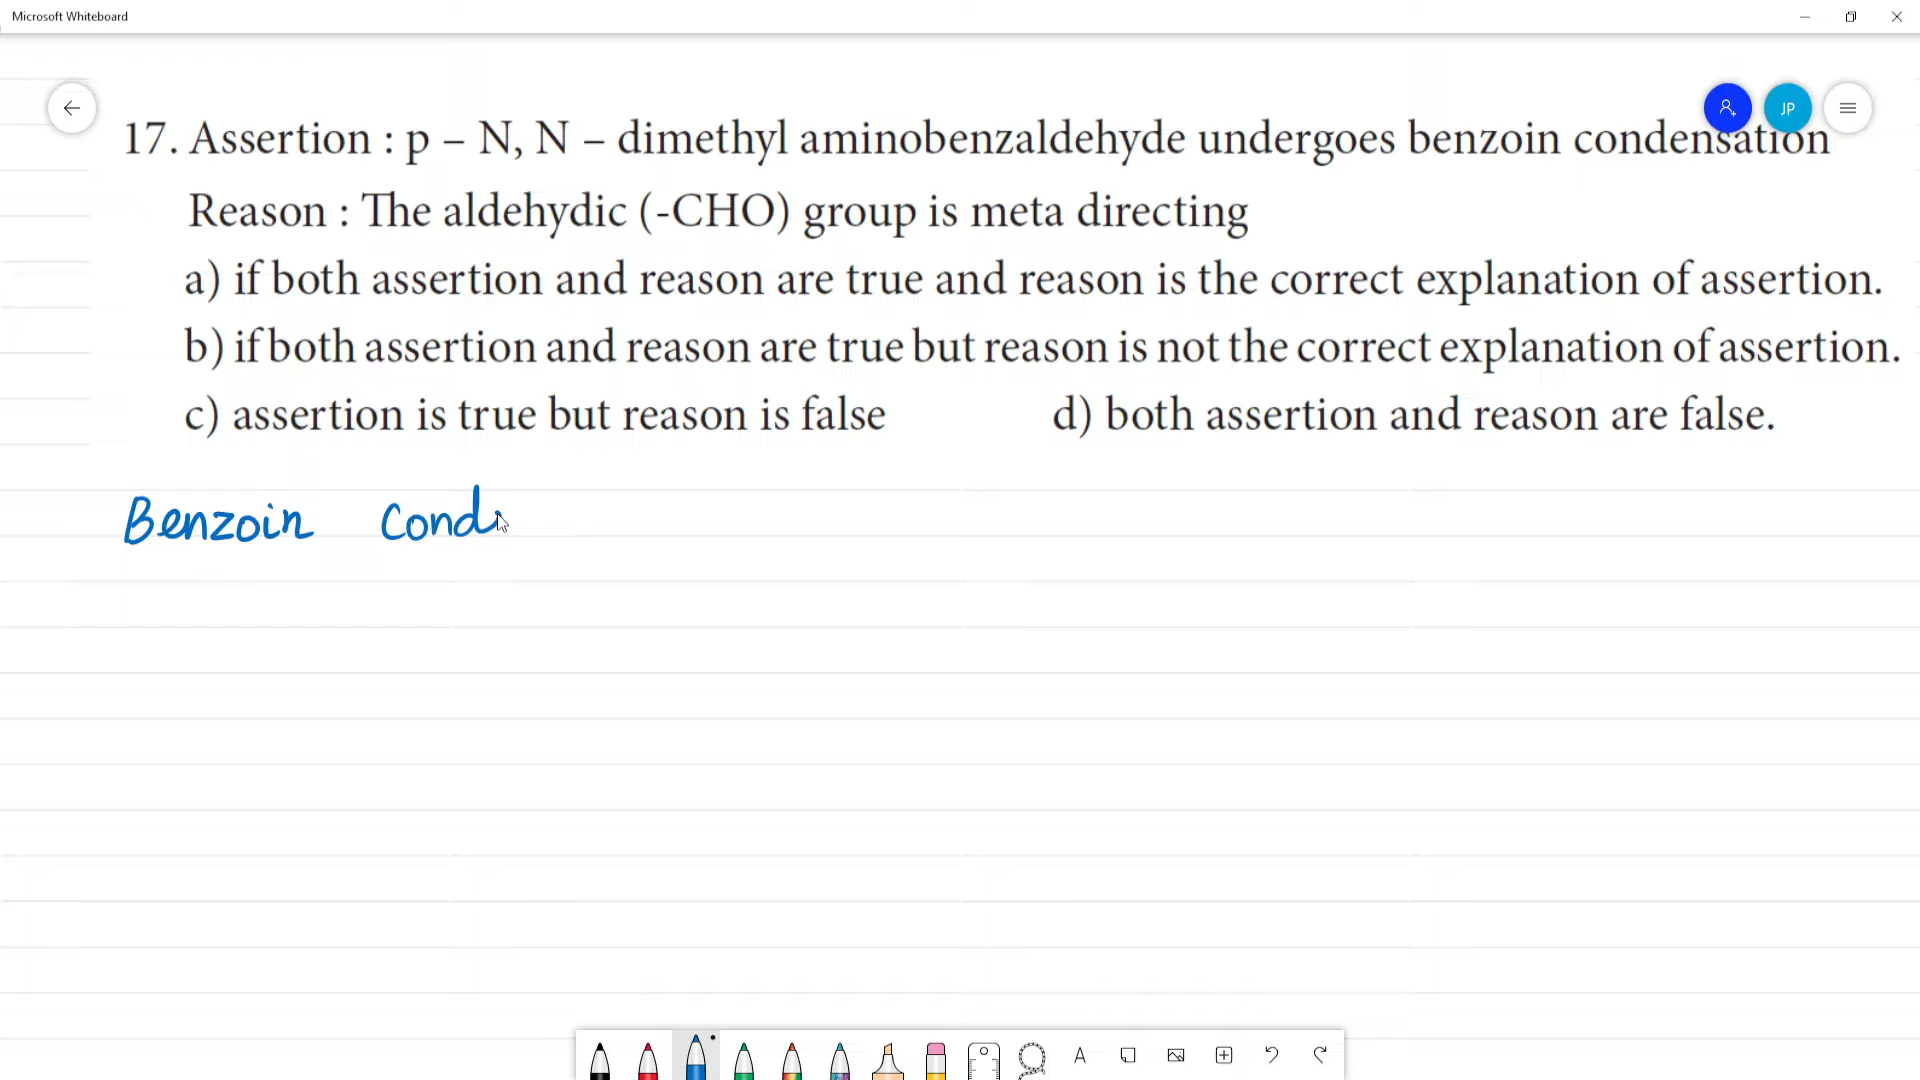 Microsoft Whiteboard
JP
17. Assertion : p – N, N – dimethyl aminobenzaldehyde undergoes benzoin condensation
Reason : The aldehydic (-CHO) group is meta directing
a) if both assertion and reason are true and reason is the correct explanation of assertion.
b) if both assertion and reason are true but reason is not the correct explanation of assertion.
c) assertion is true but reason is false d) both assertion and reason are false.
Benzoin Cond
A